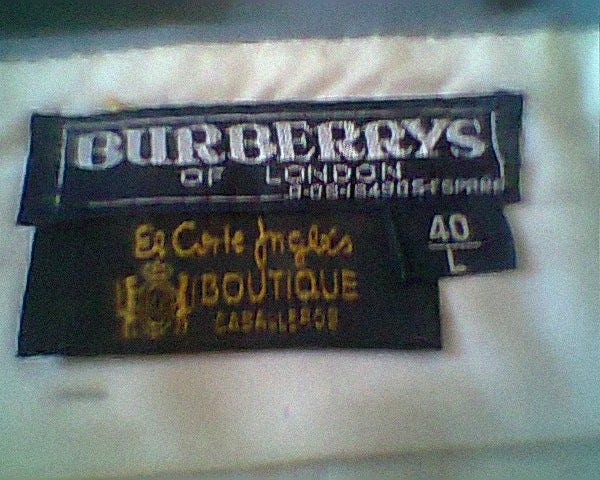 BURBERRYS
OF LONDON
El Corte Inglés
BOUTIQUE
CABALLEROS
40
L